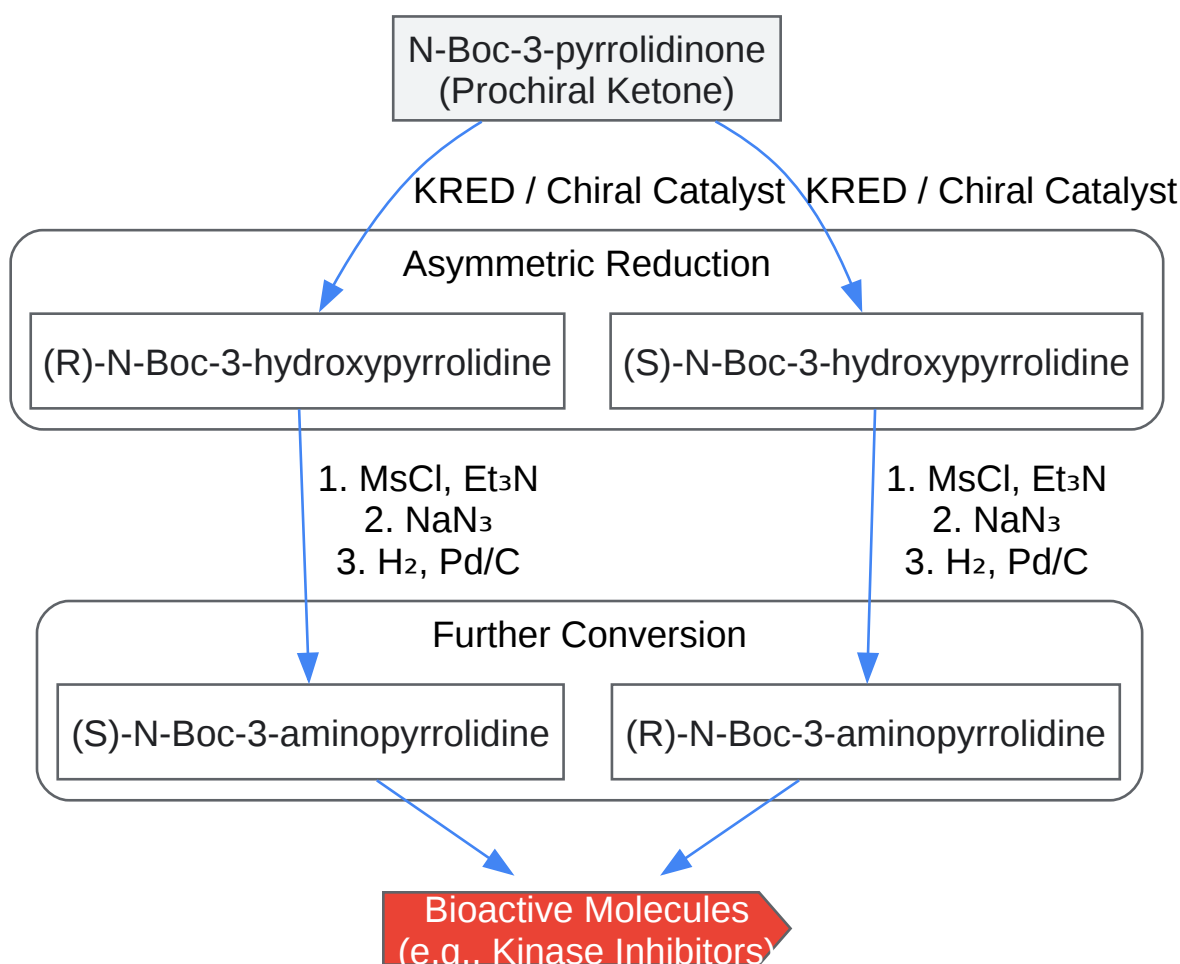 N-Boc-3-pyrrolidinone
(Prochiral Ketone)
KRED / Chiral Catalyst
KRED / Chiral Catalyst
Asymmetric Reduction
(R)-N-Boc-3-hydroxypyrrolidine
(S)-N-Boc-3-hydroxypyrrolidine
1. MsCl, Et₃N
2. NaN₃
3. H₂, Pd/C
1. MsCl, Et₃N
2. NaN₃
3. H₂, Pd/C
Further Conversion
(S)-N-Boc-3-aminopyrrolidine
(R)-N-Boc-3-aminopyrrolidine
Bioactive Molecules
(e.g., Kinase Inhibitors)